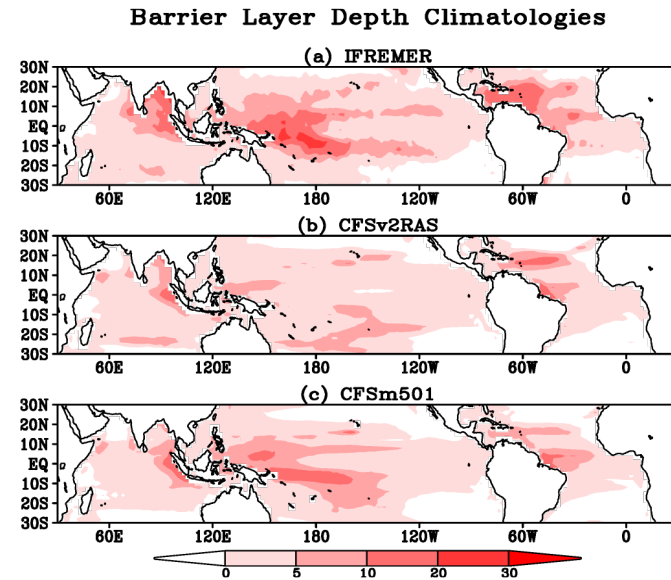 Barrier Layer Depth Climatologies
(a) IFREMER
30N
20N
10N
EQ
10S
20S
30S
60E 120E 180 120W 60W 0
(b) CFSv2RAS
30N
20N
10N
EQ
10S
20S
30S
60E 120E 180 120W 60W 0
(c) CFSm501
30N
20N
10N
EQ
10S
20S
30S
60E 120E 180 120W 60W 0
0 5 10 20 30